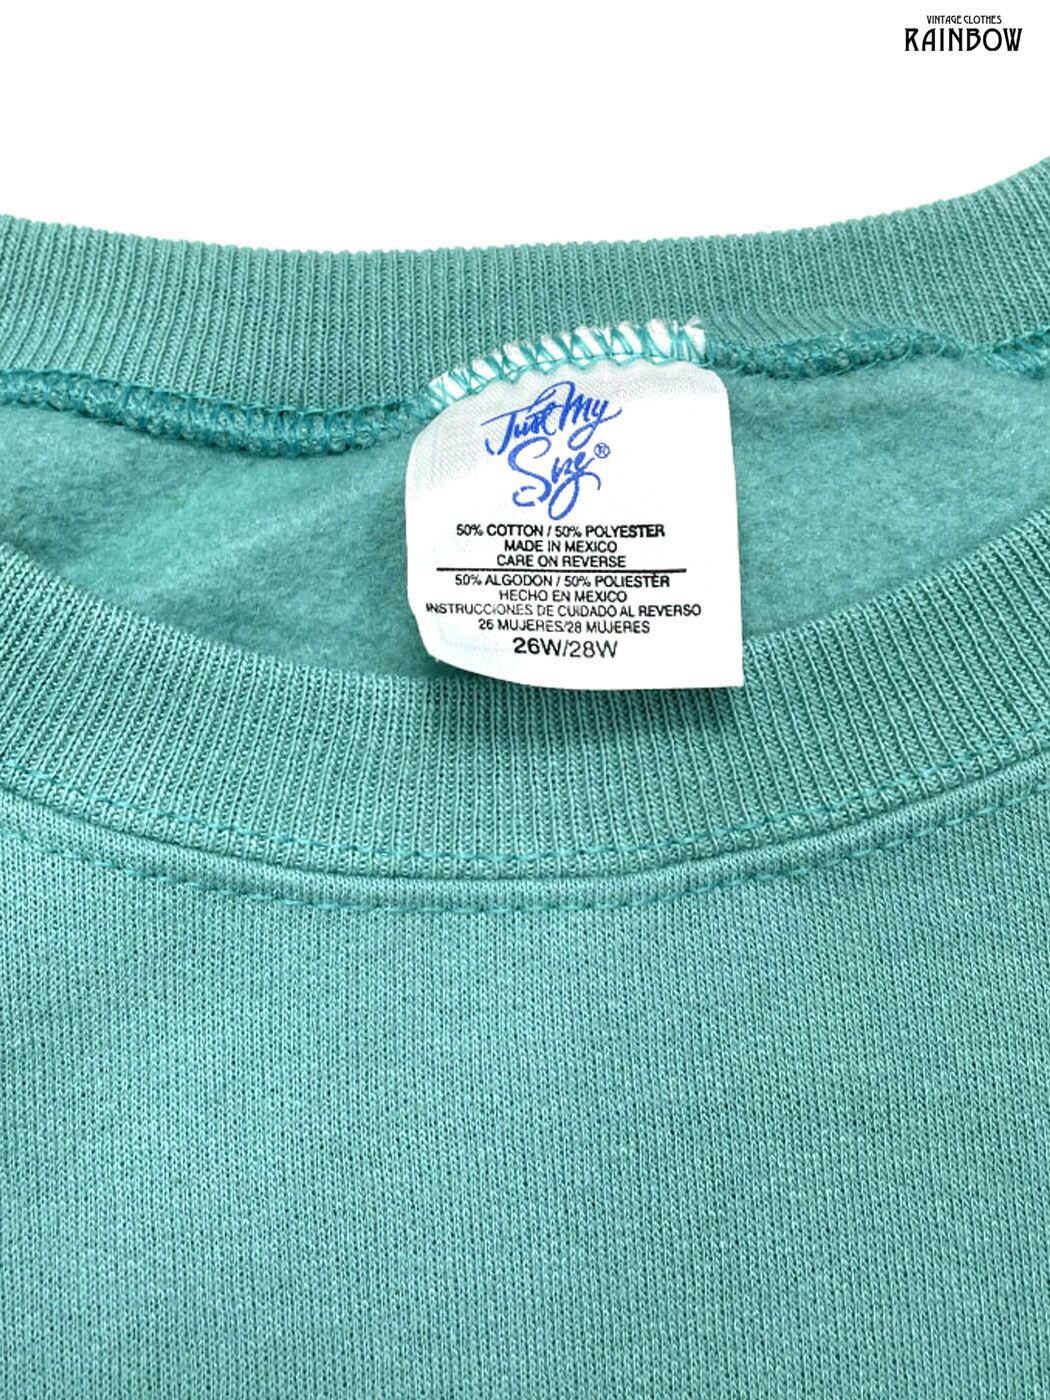 VINTAGE CLOTHES
RAINBOW
Just My
Size®
50% COTTON / 50% POLYESTER
MADE IN MEXICO
CARE ON REVERSE
50% ALGODON / 50% POLIESTER
HECHO EN MEXICO
INSTRUCCIONES DE CUIDADO AL REVERSO
26 MUJERES/28 MUJERES
26W/28W